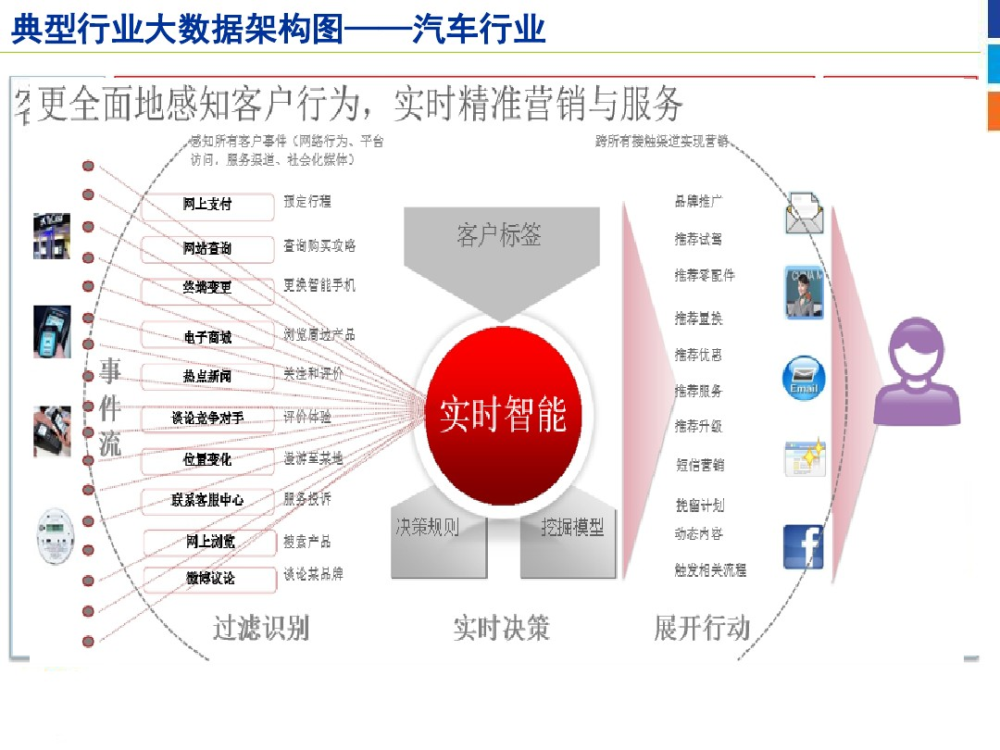 典型行业大数据架构图——汽车行业
更全面地感知客户行为，实时精准营销与服务
感知所有客户事件（网络行为、平台
访问，服务渠道、社会化媒体）
跨所有接触渠道实现营销
网上支付
预定行程
网站查询
查询购买攻略
终端变更
更换智能手机
电子商城
浏览周边产品
热点新闻
关注和评价
谈论竞争对手
评价体验
位置变化
漫游至某地
联系客服中心
服务投诉
网上浏览
搜索产品
微博议论
谈论某品牌
事
件
流
客户标签
实时智能
决策规则
挖掘模型
品牌推广
推荐试驾
推荐零配件
推荐置换
推荐优惠
推荐服务
推荐升级
短信营销
挽留计划
动态内容
触发相关流程
Email
f
过滤识别
实时决策
展开行动